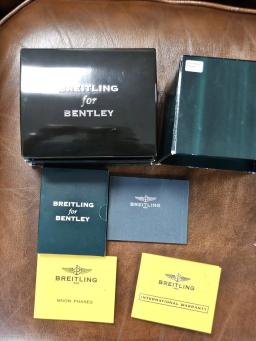 BREITLING
for
BENTLEY
BREITLING
for
BENTLEY
BREITLING
BREITLING
MOON PHASES
BREITLING
INTERNATIONAL WARRANTY